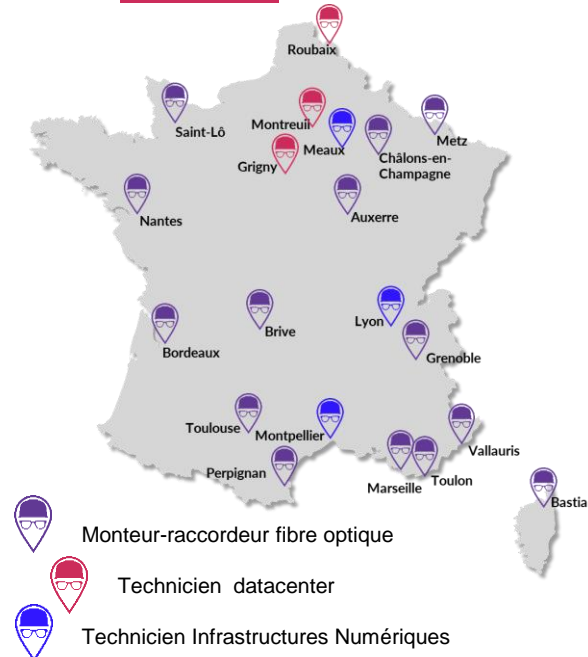 Roubaix
Saint-Lô
Montreuil
Meaux
Metz
Châlons-en-
Champagne
Grigny
Nantes
Auxerre
Lyon
Brive
Bordeaux
Grenoble
Toulouse
Montpellier
Vallauris
Perpignan
Marseille
Toulon
Bastia
Monteur-raccordeur fibre optique
Technicien datacenter
Technicien Infrastructures Numériques